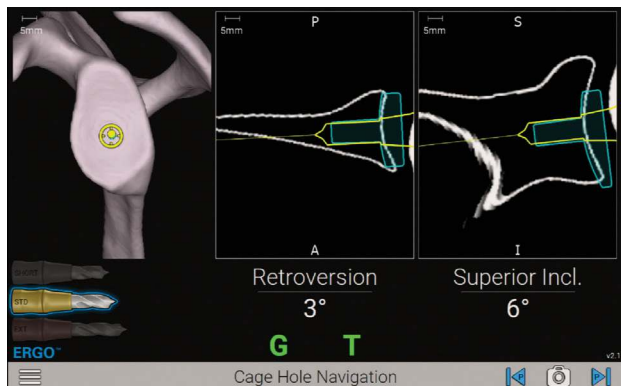 5mm
P
5mm
S
5mm
A
I
SHORT
STD
EXT
ERGO™
Retroversion
3°
Superior Incl.
6°
G T
v2.1
Cage Hole Navigation
P
P